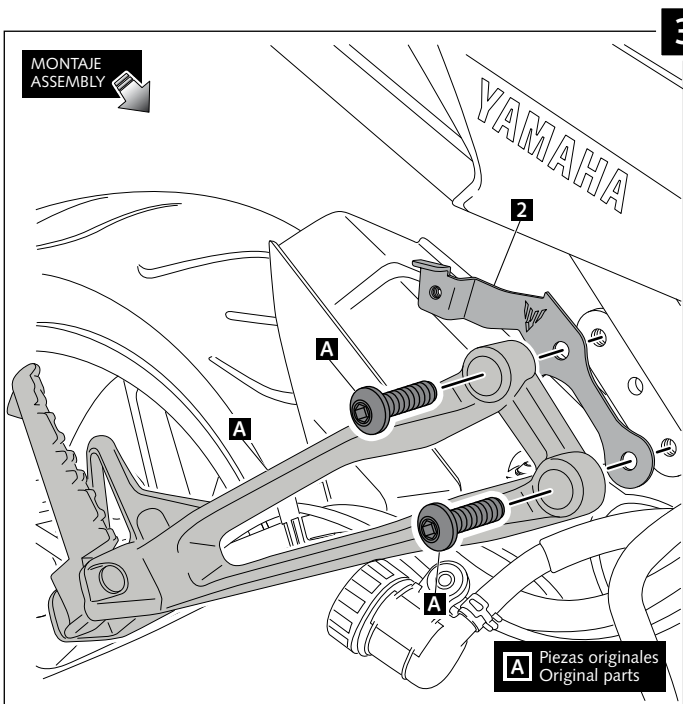 3
MONTAJE
ASSEMBLY
YAMAHA
2
A
A
A
A Piezas originales
Original parts